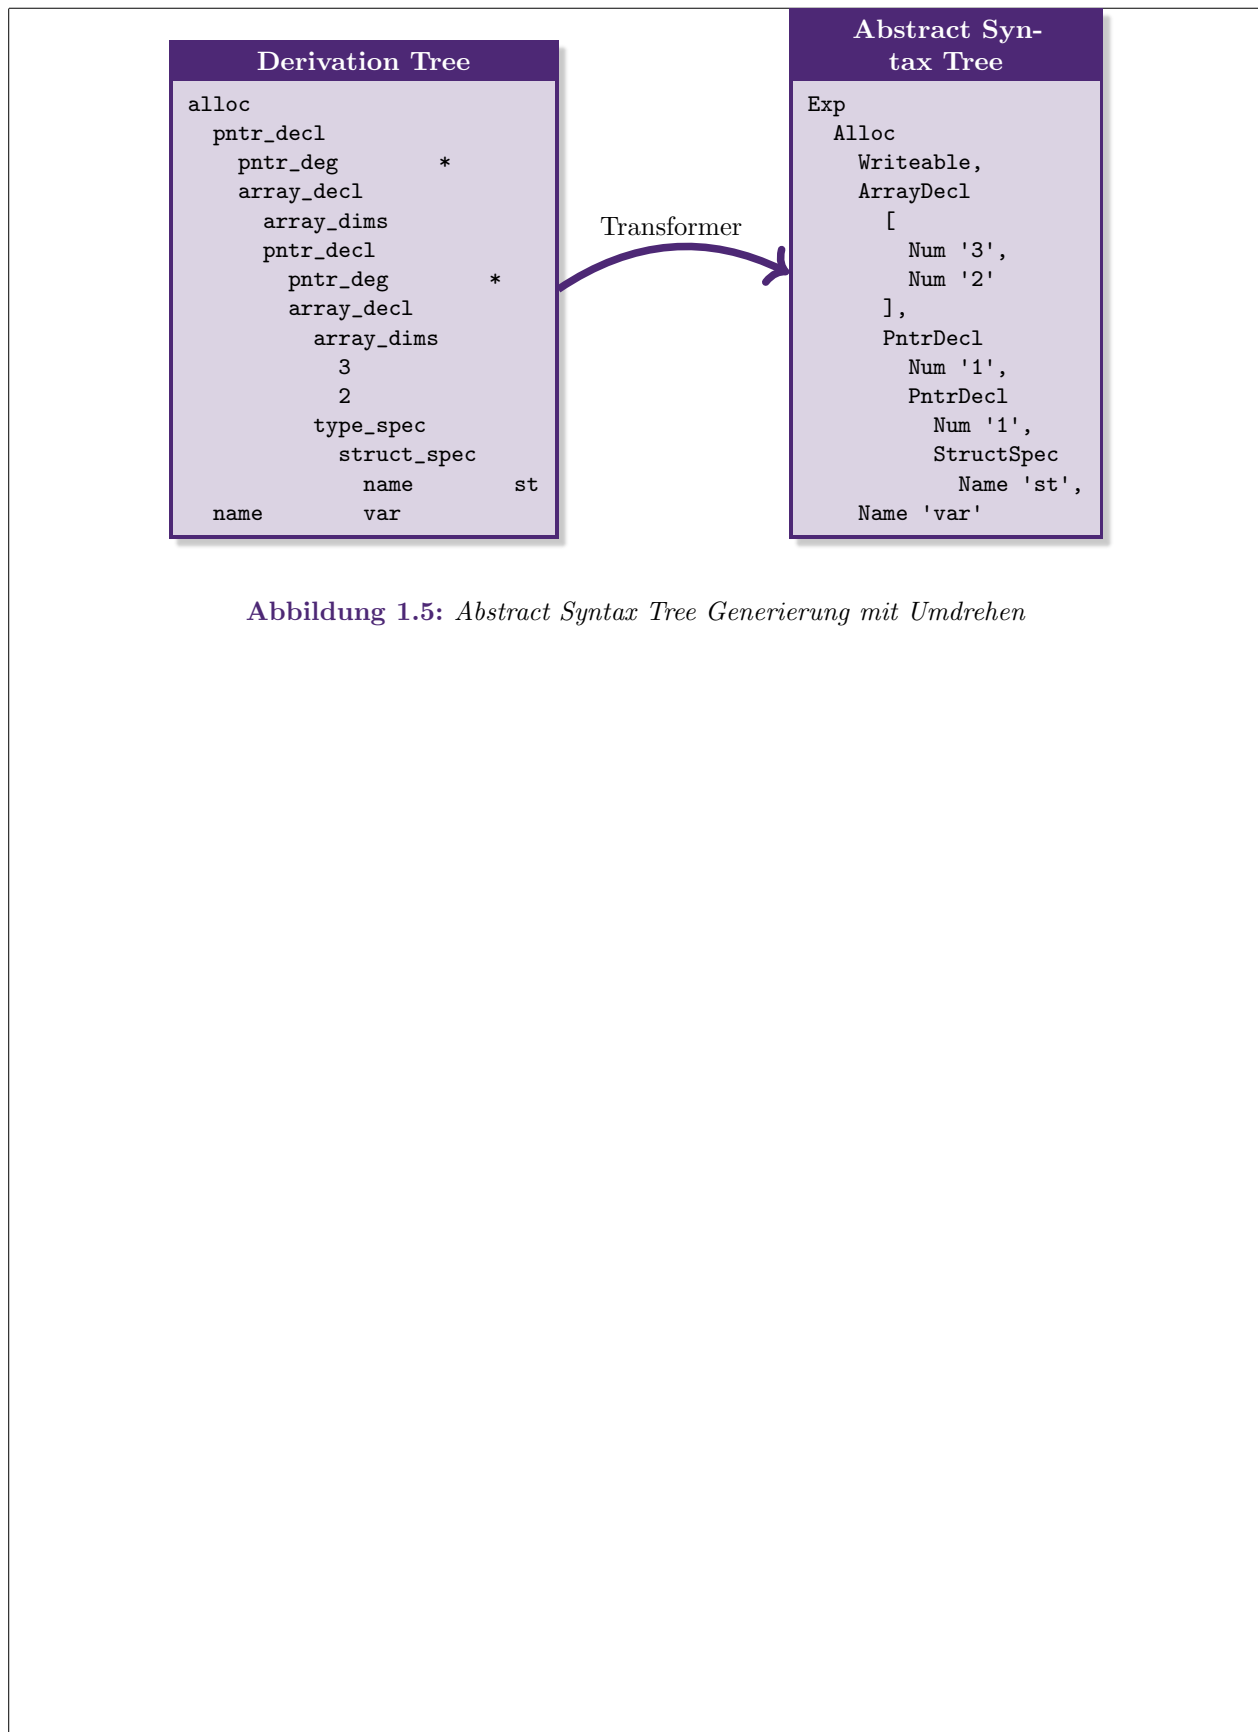 Derivation Tree
alloc
  pntr_decl
    pntr_deg        *
    array_decl
      array_dims
      pntr_decl
        pntr_deg        *
        array_decl
          array_dims
            3
            2
          type_spec
            struct_spec
              name        st
  name        var
Transformer
Abstract Syn-
tax Tree
Exp
  Alloc
    Writeable,
    ArrayDecl
      [
        Num '3',
        Num '2'
      ],
      PntrDecl
        Num '1',
        PntrDecl
          Num '1',
          StructSpec
            Name 'st',
    Name 'var'
Abbildung 1.5: Abstract Syntax Tree Generierung mit Umdrehen